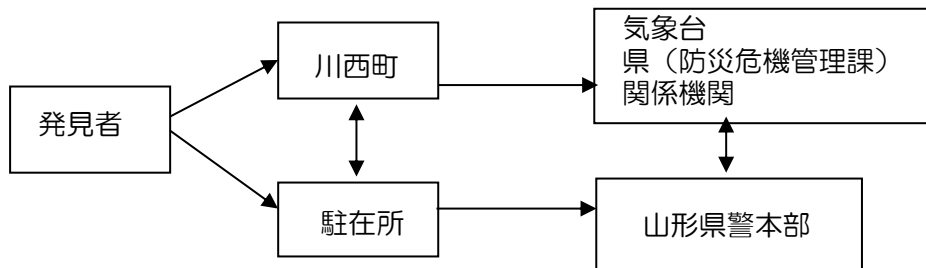 発見者
川西町
気象台
県（防災危機管理課）
関係機関
駐在所
山形県警本部